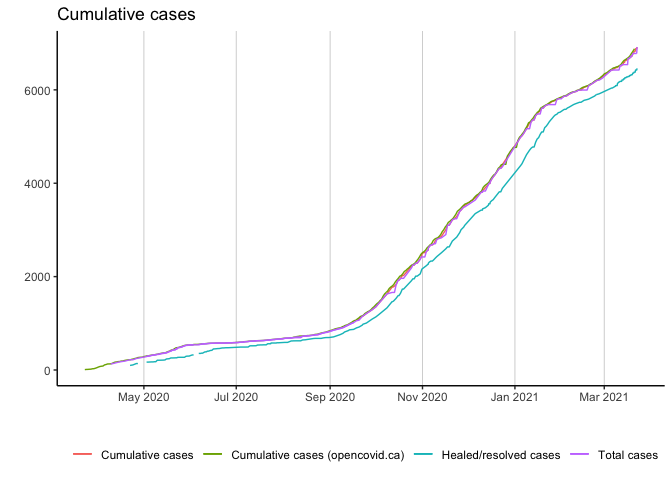 Cumulative cases
6000
4000
2000
0
May 2020 Jul 2020 Sep 2020 Nov 2020 Jan 2021 Mar 2021
Cumulative cases Cumulative cases (opencovid.ca) Healed/resolved cases Total cases